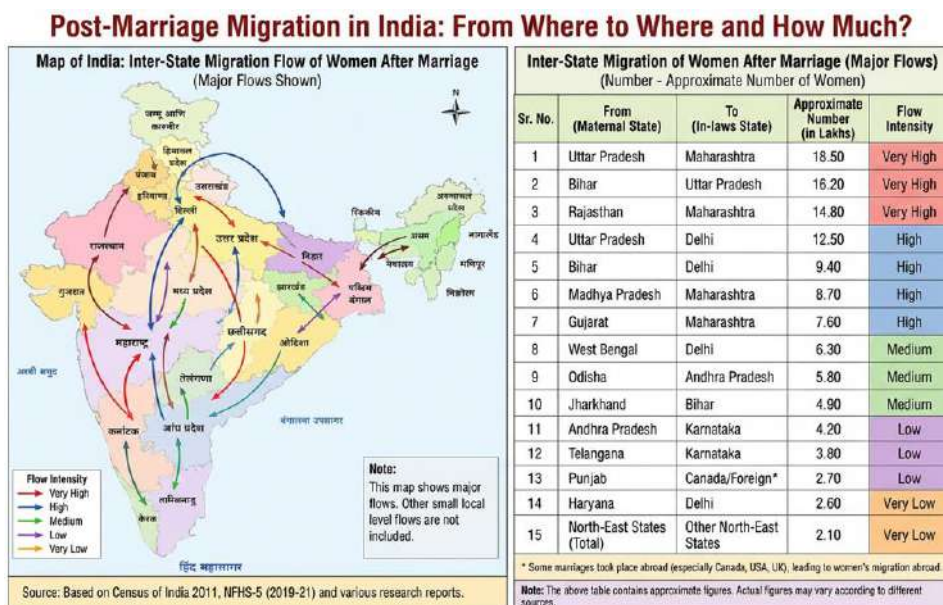 Post-Marriage Migration in India: From Where to Where and How Much?
Map of India: Inter-State Migration Flow of Women After Marriage
(Major Flows Shown)
N
जम्मू आणि
काश्मीर
हिमाचल
प्रदेश
पंजाब
उत्तराखंड
हरियाणा
दिल्ली
अरुणाचल
प्रदेश
सिक्कीम
राजस्थान
उत्तर प्रदेश
बिहार
नागालँड
मणिपूर
मिझोरम
गुजरात
मध्य प्रदेश
झारखंड
पश्चिम
बंगाल
छत्तीसगढ
ओडिशा
महाराष्ट्र
तेलंगणा
अरबी समुद्र
कर्नाटक
आंध्र प्रदेश
केरळ
हिंद महासागर
Flow Intensity
Very High
High
Medium
Low
Very Low
Note:
This map shows major
flows. Other small local
level flows are not
included.
Source: Based on Census of India 2011, NFHS-5 (2019-21) and various research reports.
Inter-State Migration of Women After Marriage (Major Flows)
(Number - Approximate Number of Women)
Sr. No. From (Maternal State) To (In-laws State) Approximate Number (in Lakhs) Flow Intensity
1 Uttar Pradesh Maharashtra 18.50 Very High
2 Bihar Uttar Pradesh 16.20 Very High
3 Rajasthan Maharashtra 14.80 Very High
4 Uttar Pradesh Delhi 12.50 High
5 Bihar Delhi 9.40 High
6 Madhya Pradesh Maharashtra 8.70 High
7 Gujarat Maharashtra 7.60 High
8 West Bengal Delhi 6.30 Medium
9 Odisha Andhra Pradesh 5.80 Medium
10 Jharkhand Bihar 4.90 Medium
11 Andhra Pradesh Karnataka 4.20 Low
12 Telangana Karnataka 3.80 Low
13 Punjab Canada/Foreign* 2.70 Low
14 Haryana Delhi 2.60 Very Low
15 North-East States (Total) Other North-East States 2.10 Very Low
* Some marriages took place abroad (especially Canada, USA, UK), leading to women's migration abroad.
Note: The above table contains approximate figures. Actual figures may vary according to different
sources.